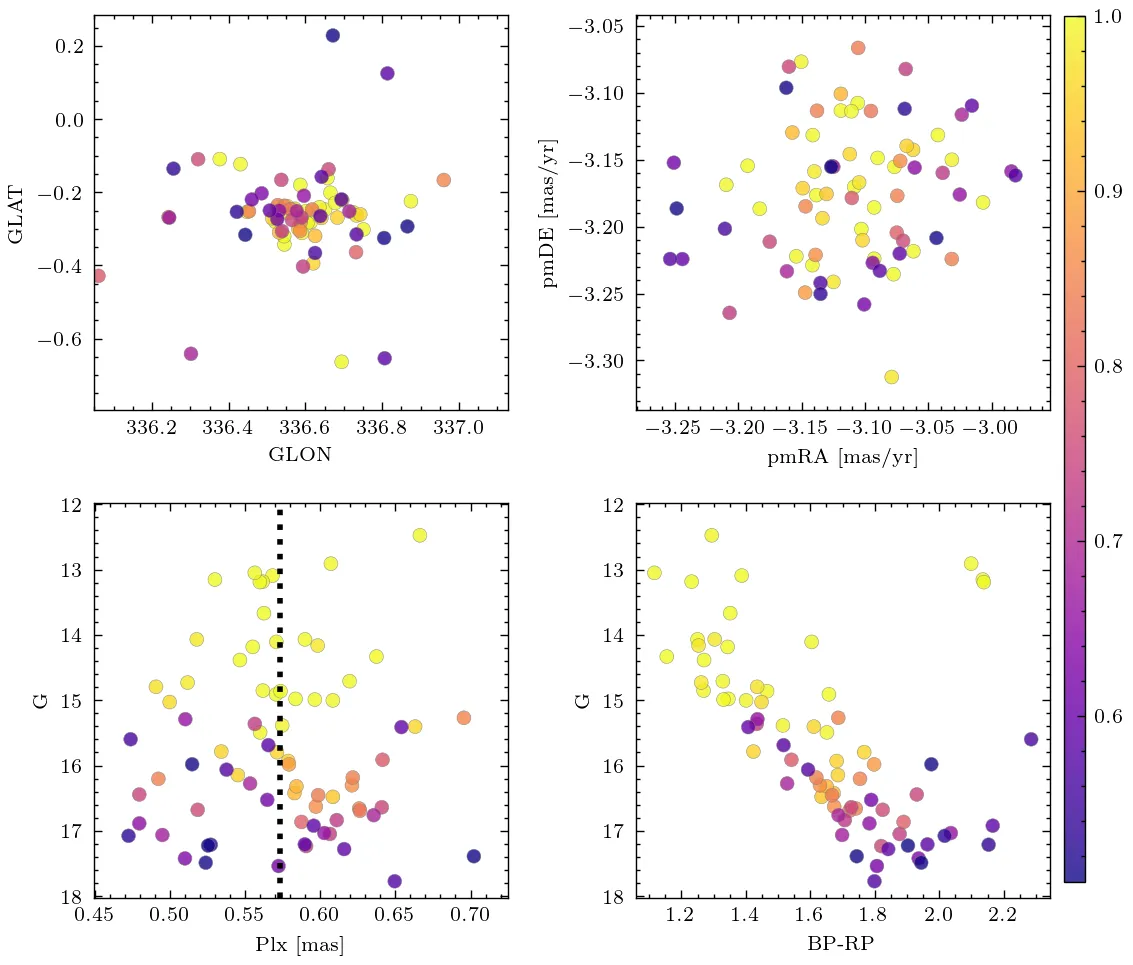 0.2
0.0
−0.2
−0.4
−0.6
GLAT
336.2 336.4 336.6 336.8 337.0
GLON
−3.05
−3.10
−3.15
−3.20
−3.25
−3.30
pmDE [mas/yr]
−3.25 −3.20 −3.15 −3.10 −3.05 −3.00
pmRA [mas/yr]
1.0
0.9
0.8
0.7
0.6
12
13
14
15
16
17
18
G
0.45 0.50 0.55 0.60 0.65 0.70
Plx [mas]
12
13
14
15
16
17
18
G
1.2 1.4 1.6 1.8 2.0 2.2
BP-RP